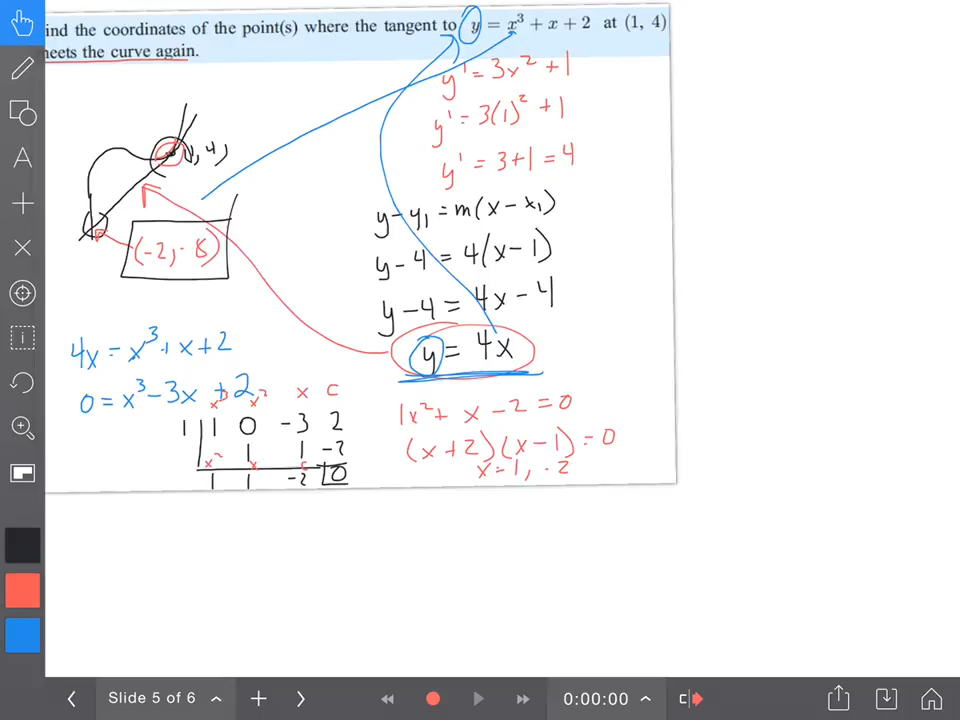 ind the coordinates of the point(s) where the tangent to y = x³ + x + 2 at (1, 4)
neets the curve again.
y' = 3x² + 1
y' = 3(1)² + 1
y' = 3 + 1 = 4
(1, 4)
(-2, -8)
y - y₁ = m(x - x₁)
y - 4 = 4(x - 1)
y - 4 = 4x - 4
y = 4x
4x = x³ + x + 2
0 = x³ - 3x + 2
x³ x² x c
1 1 0 -3 2
1 1 -2
x² x c
1 1 -2 0
1x² + x - 2 = 0
(x + 2)(x - 1) = 0
x = 1, -2
A
i
Slide 5 of 6
0:00:00